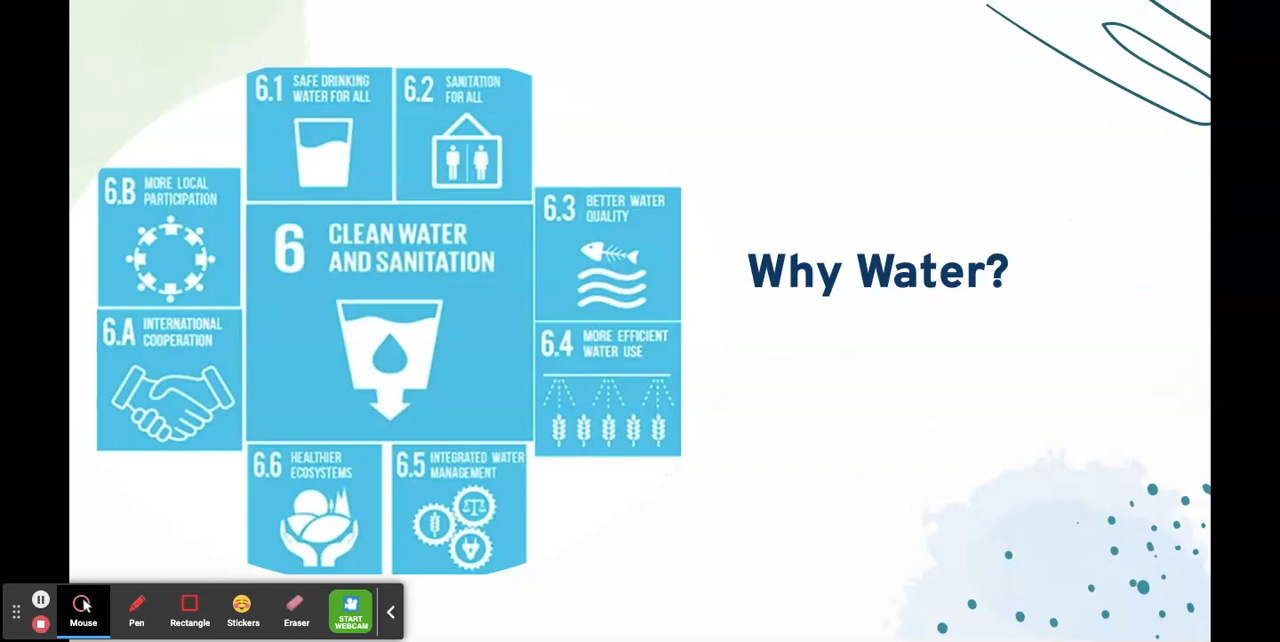 6.1 SAFE DRINKING
WATER FOR ALL
6.2 SANITATION
FOR ALL
6.B MORE LOCAL
PARTICIPATION
6.3 BETTER WATER
QUALITY
6 CLEAN WATER
AND SANITATION
Why Water?
6.A INTERNATIONAL
COOPERATION
6.4 MORE EFFICIENT
WATER USE
6.6 HEALTHIER
ECOSYSTEMS
6.5 INTEGRATED WATER
MANAGEMENT
Mouse
Pen
Rectangle
Stickers
Eraser
START
WEBCAM